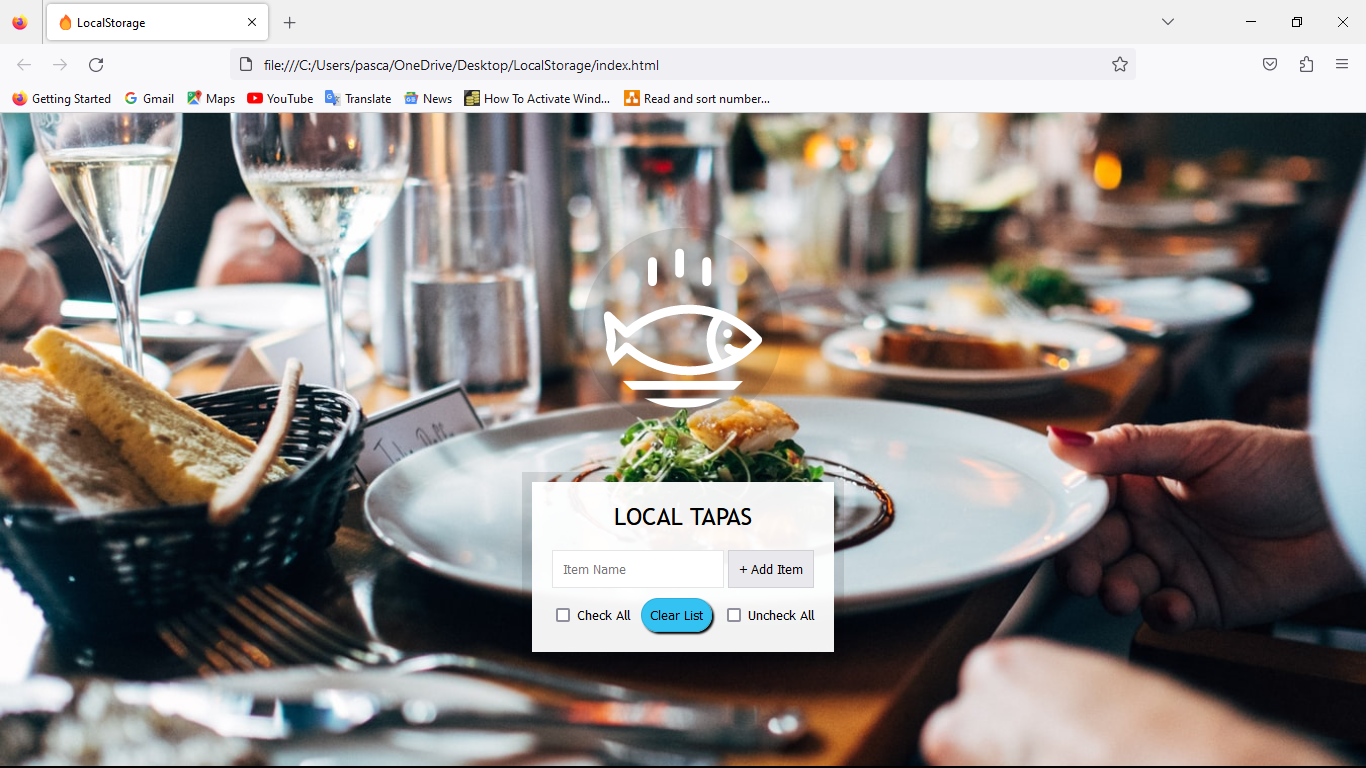 LocalStorage
file:///C:/Users/pasca/OneDrive/Desktop/LocalStorage/index.html
Getting Started Gmail Maps YouTube Translate News How To Activate Wind... Read and sort number...
LOCAL TAPAS
Item Name + Add Item
Check All Clear List Uncheck All